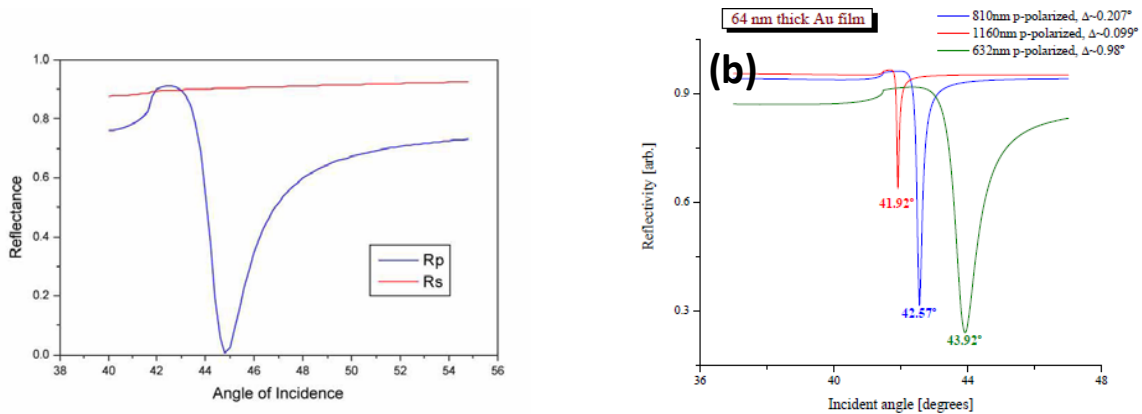 1.0
0.8
0.6
0.4
0.2
0.0
Reflectance
Rp
Rs
38 40 42 44 46 48 50 52 54 56
Angle of Incidence
64 nm thick Au film
810nm p-polarized, Δ~0.207°
1160nm p-polarized, Δ~0.099°
632nm p-polarized, Δ~0.98°
(b)
0.9
0.6
0.3
Reflectivity [arb.]
41.92°
42.57°
43.92°
36 40 44 48
Incident angle [degrees]